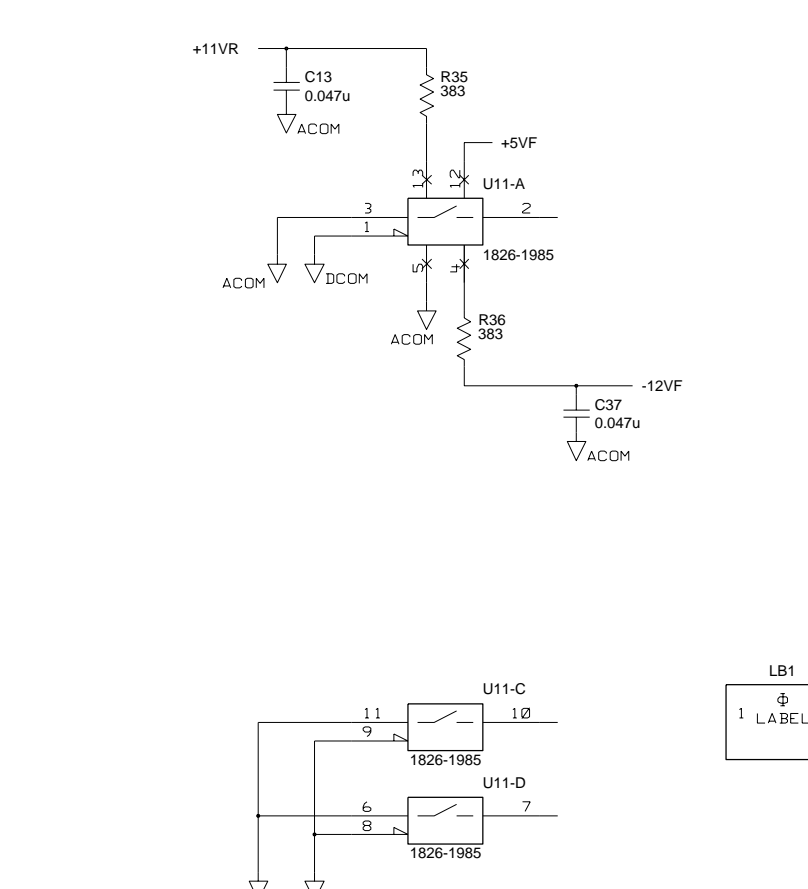 +11VR
C13
0.047u
ACOM
R35
383
+5VF
13
12
U11-A
3
2
1
1826-1985
ACOM
DCOM
5
4
ACOM
R36
383
-12VF
C37
0.047u
ACOM
LB1
Φ
1 LABEL
U11-C
11
10
9
1826-1985
U11-D
6
7
8
1826-1985